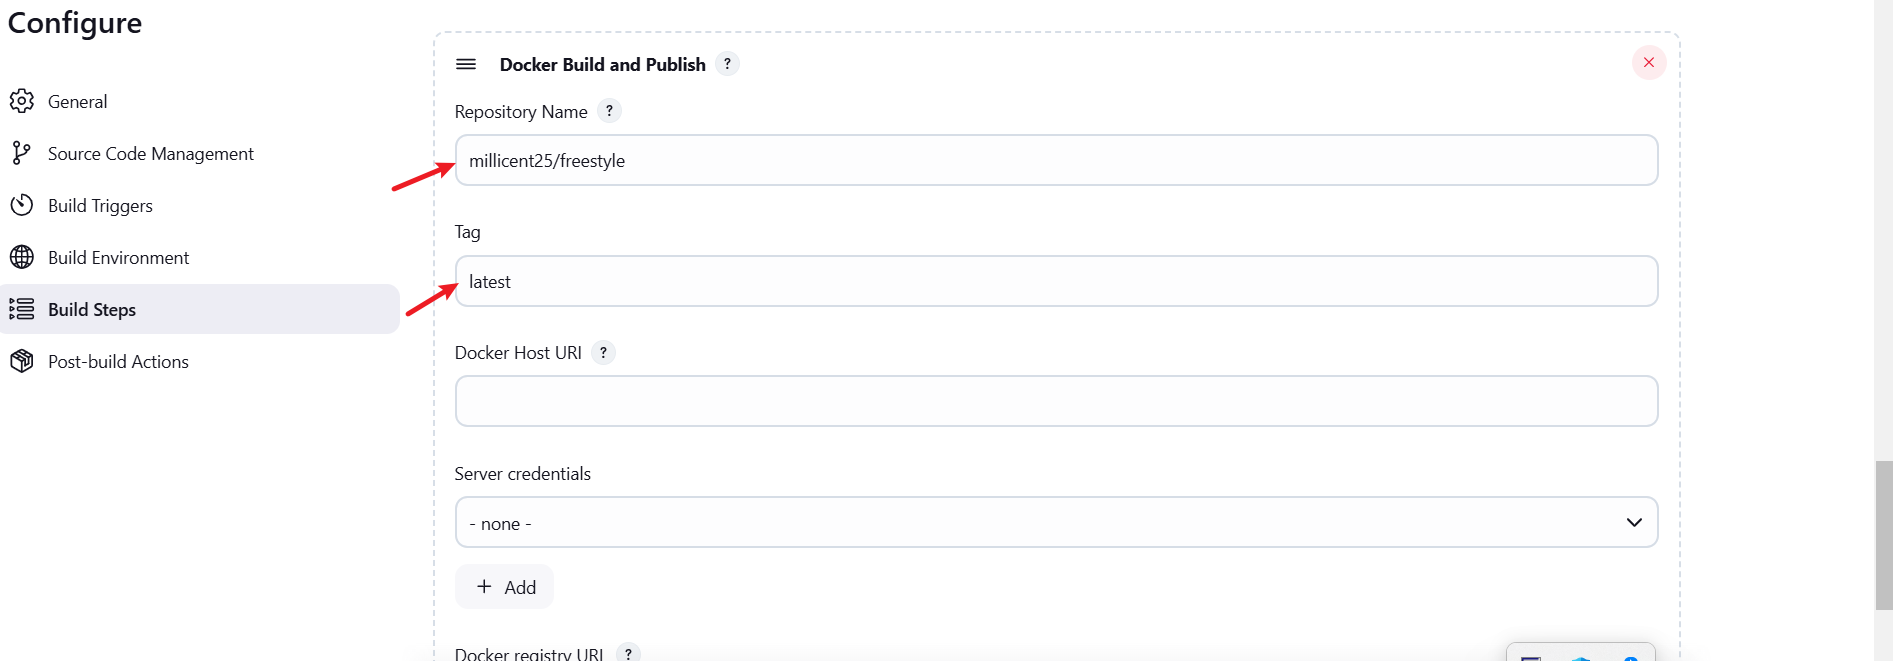 Configure
General
Source Code Management
Build Triggers
Build Environment
Build Steps
Post-build Actions
Docker Build and Publish ?
Repository Name ?
millicent25/freestyle
Tag
latest
Docker Host URI ?
Server credentials
- none -
+ Add
Docker registry URL ?